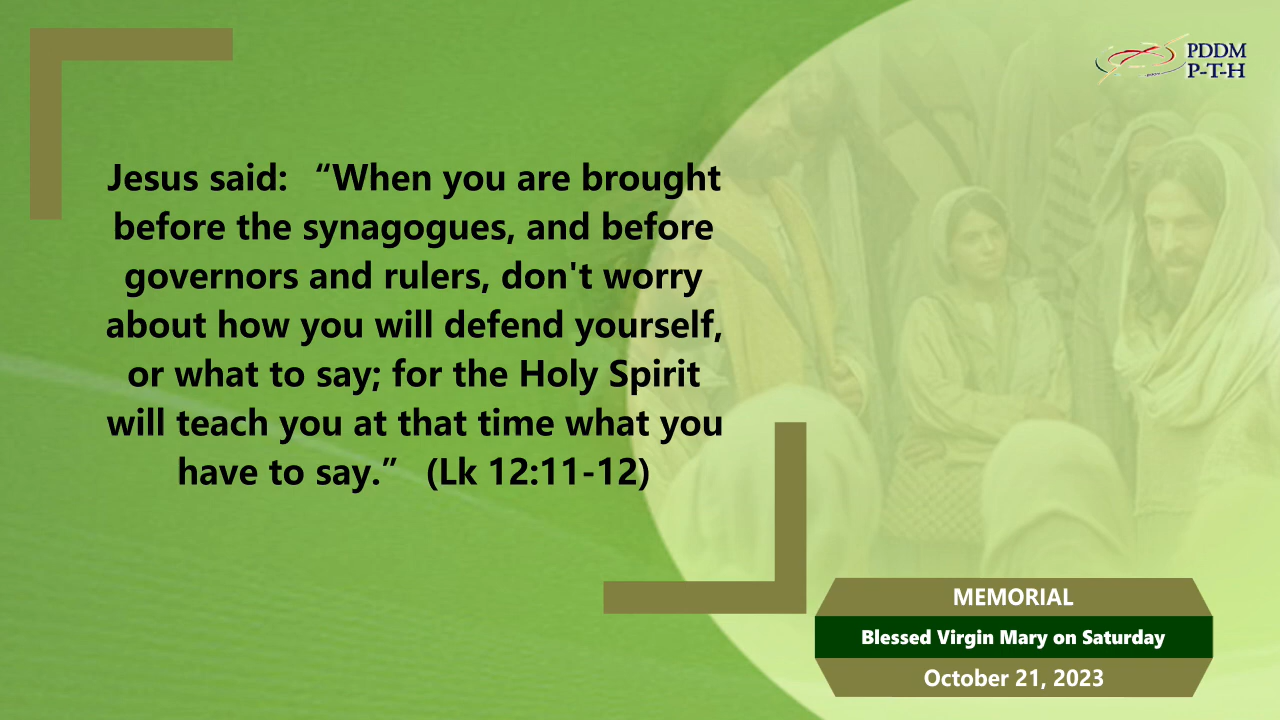 PDDM
P-T-H
Jesus said: “When you are brought
before the synagogues, and before
governors and rulers, don't worry
about how you will defend yourself,
or what to say; for the Holy Spirit
will teach you at that time what you
have to say.” (Lk 12:11-12)
MEMORIAL
Blessed Virgin Mary on Saturday
October 21, 2023